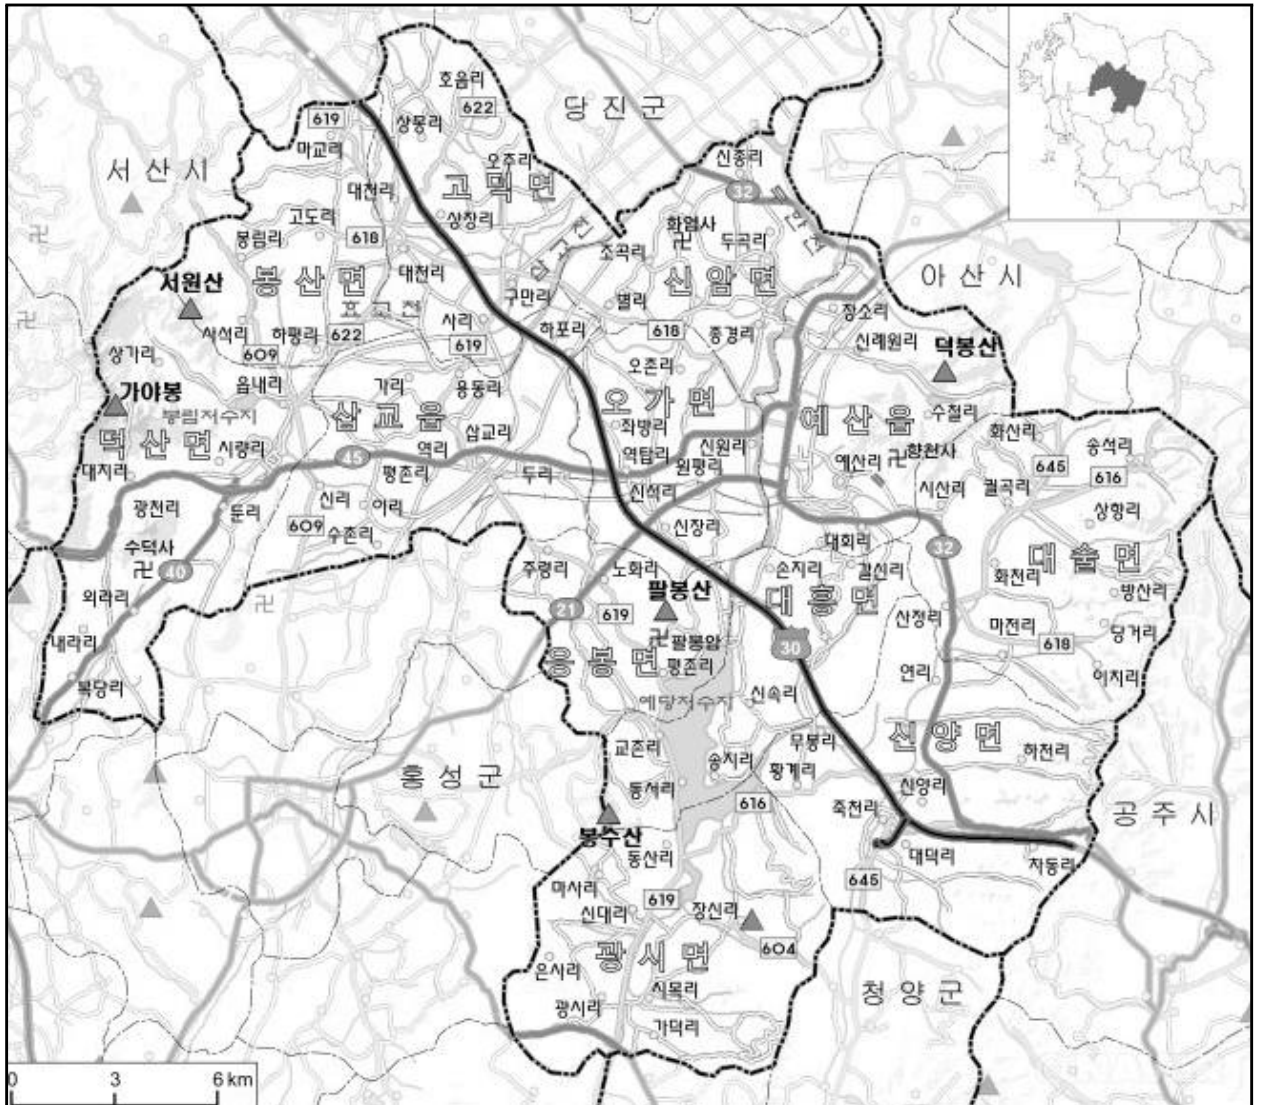 호음리
622
당진군
619
상몽리
마교리
오추리
신종리
서산시
32
대천리
고덕면
고도리
상장리
화암사
두곡리
봉림리
618
조곡리
대천리
봉산면
신암면
아산시
서원산
구만리
별리
장소리
효교천
사리
하포리
618
종경리
사석리
하평리
622
신례원리
상가리
609
619
덕봉산
오촌리
가야봉
읍내리
가리
용동리
봉림저수지
삽교읍
오가면
예산읍
수철리
덕산면
좌방리
화산리
삽교리
시량리
역리
신원리
송석리
45
역탑리
향천사
대치리
평촌리
두리
원평리
예산리
645
616
신리
이리
신석리
시산리
궐곡리
광천리
둔리
상항리
609
수촌리
신장리
수덕사
대회리
32
대술면
40
주령리
노화리
손지리
갈신리
화천리
외라리
팔봉산
대흥면
방산리
21
619
산정리
마전리
당거리
내라리
팔봉암
30
618
응봉면
평촌리
연리
이치리
복당리
예당저수지
신속리
신양면
교촌리
무봉리
하천리
홍성군
송지리
황계리
신양리
동서리
616
죽천리
공주시
봉수산
동산리
대덕리
자동리
마사리
645
619
신대리
장신리
604
광시면
은사리
시목리
청양군
광시리
가덕리
0 3 6 km